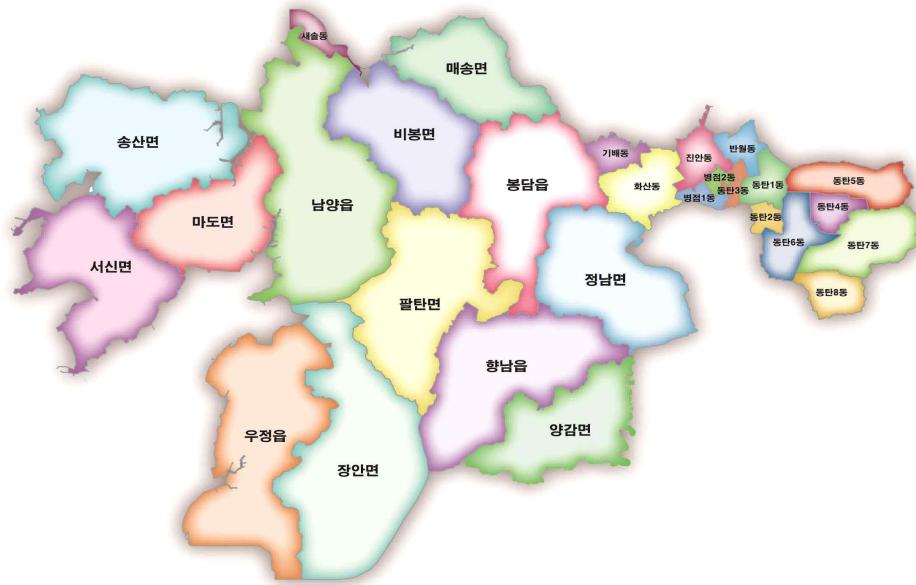 새솔동
매송면
송산면
비봉면
기배동
진안동
반월동
봉담읍
병점2동
동탄1동
동탄5동
화산동
동탄3동
병점1동
남양읍
마도면
동탄4동
동탄2동
동탄6동
동탄7동
서신면
정남면
동탄8동
팔탄면
향남읍
양감면
우정읍
장안면